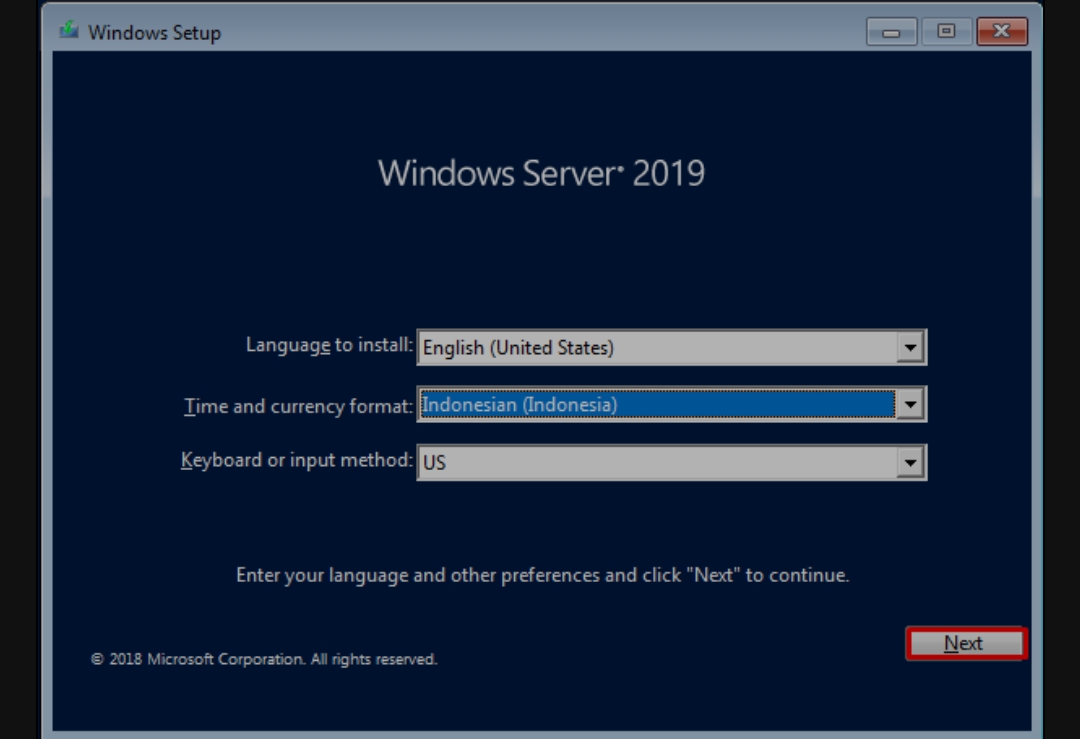 Windows Setup
Windows Server® 2019
Language to install: English (United States)
Time and currency format: Indonesian (Indonesia)
Keyboard or input method: US
Enter your language and other preferences and click "Next" to continue.
Next
© 2018 Microsoft Corporation. All rights reserved.